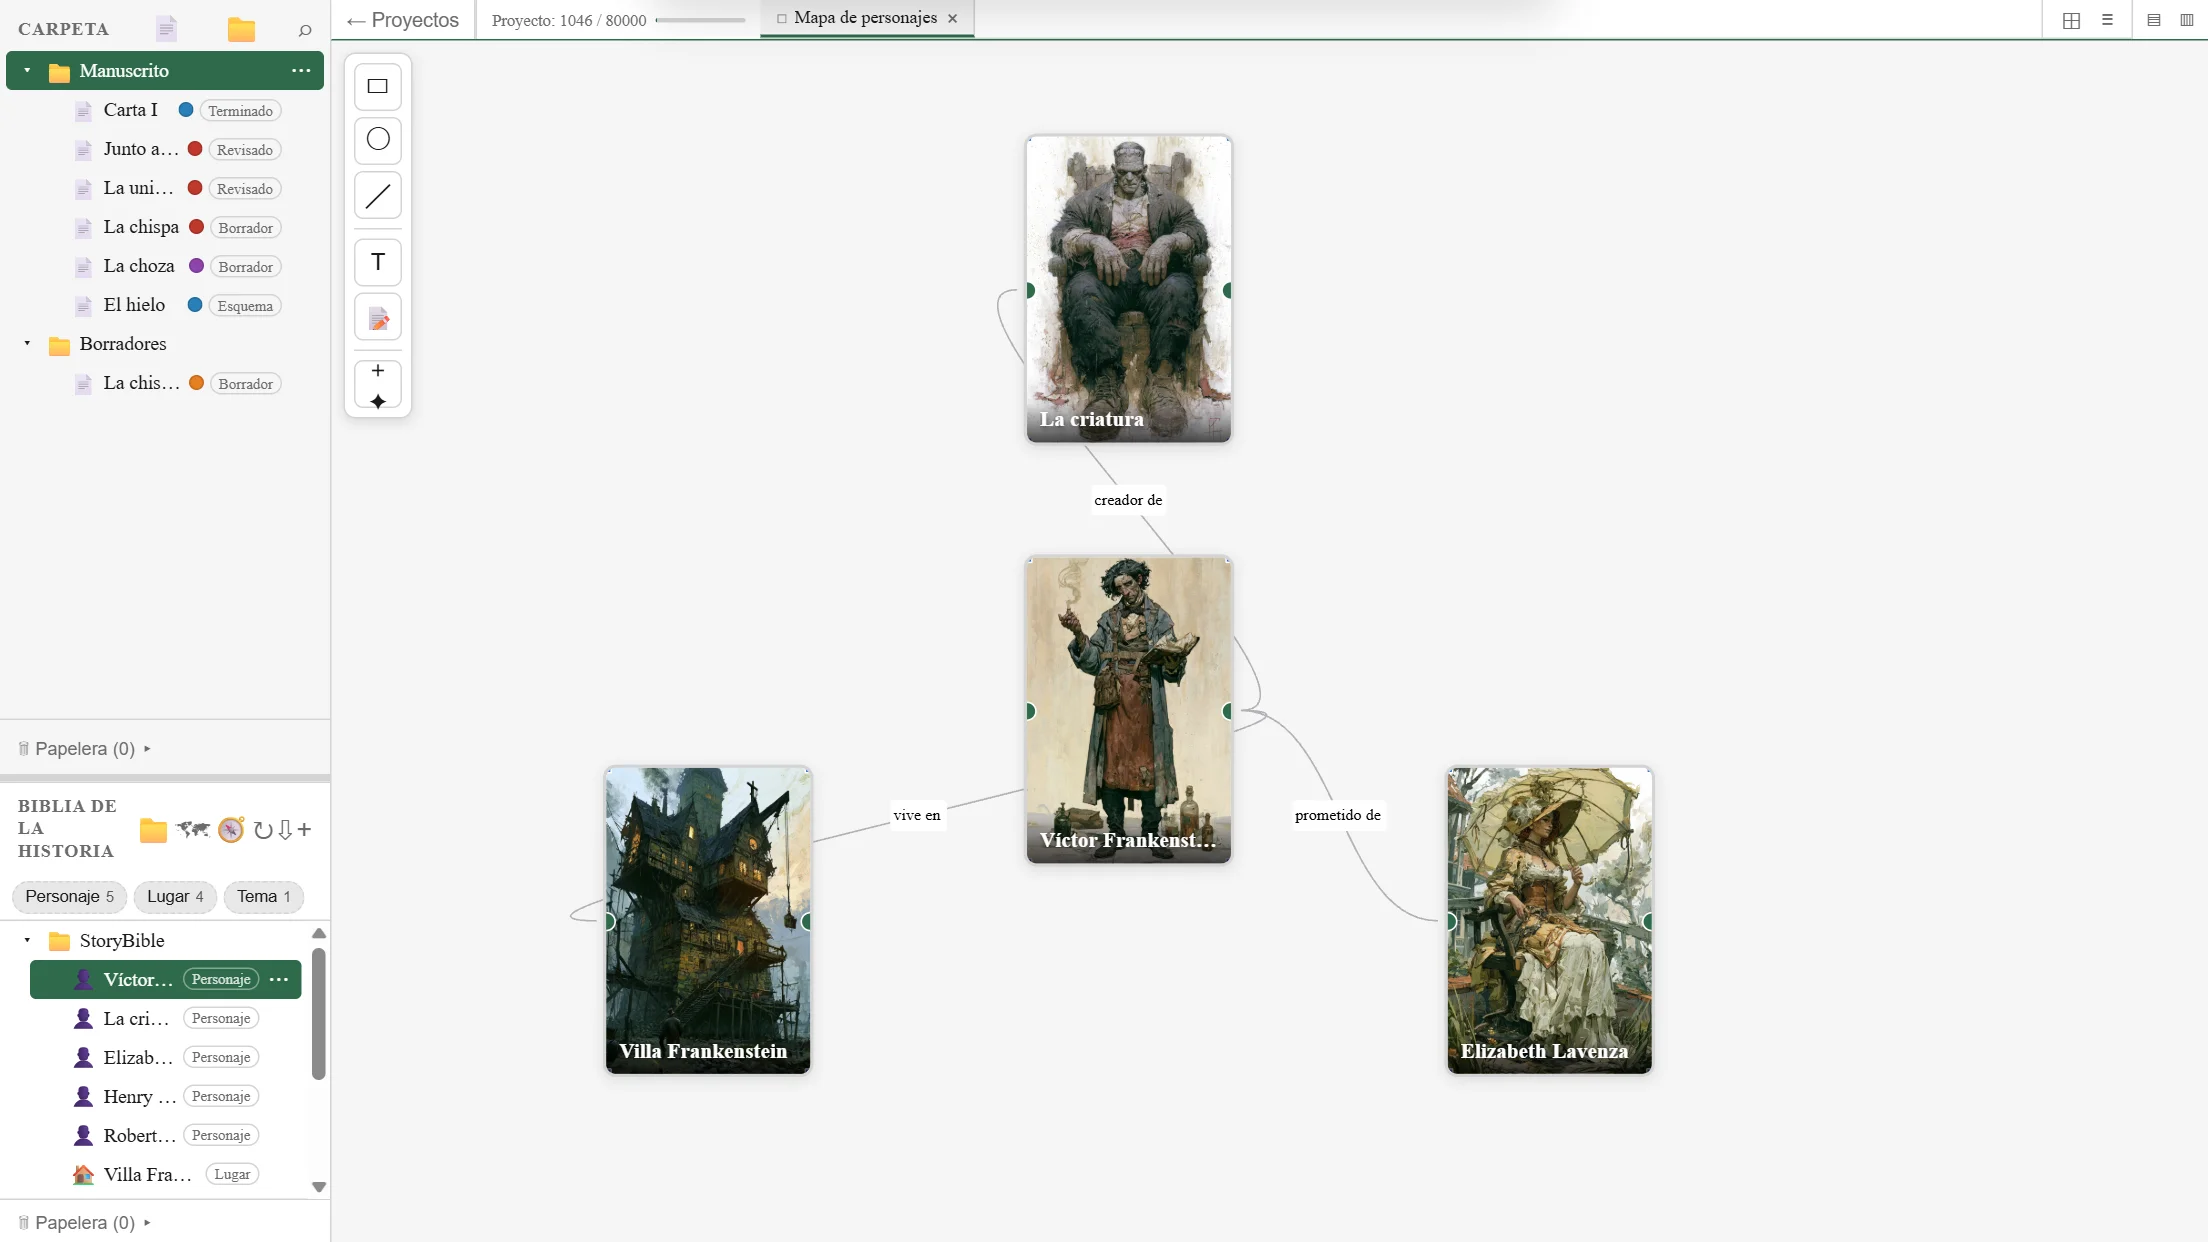 CARPETA
Manuscrito
Carta I Terminado
Junto a... Revisado
La uni... Revisado
La chispa Borrador
La choza Borrador
El hielo Esquema
Borradores
La chis... Borrador
Papelera (0)
BIBLIA DE
LA
HISTORIA
Personaje 5 Lugar 4 Tema 1
StoryBible
Víctor... Personaje
La cri... Personaje
Elizab... Personaje
Henry ... Personaje
Robert... Personaje
Villa Fra... Lugar
Papelera (0)
← Proyectos Proyecto: 1046 / 80000 Mapa de personajes ×
T
La criatura
creador de
Víctor Frankenst...
vive en
prometido de
Villa Frankenstein
Elizabeth Lavenza